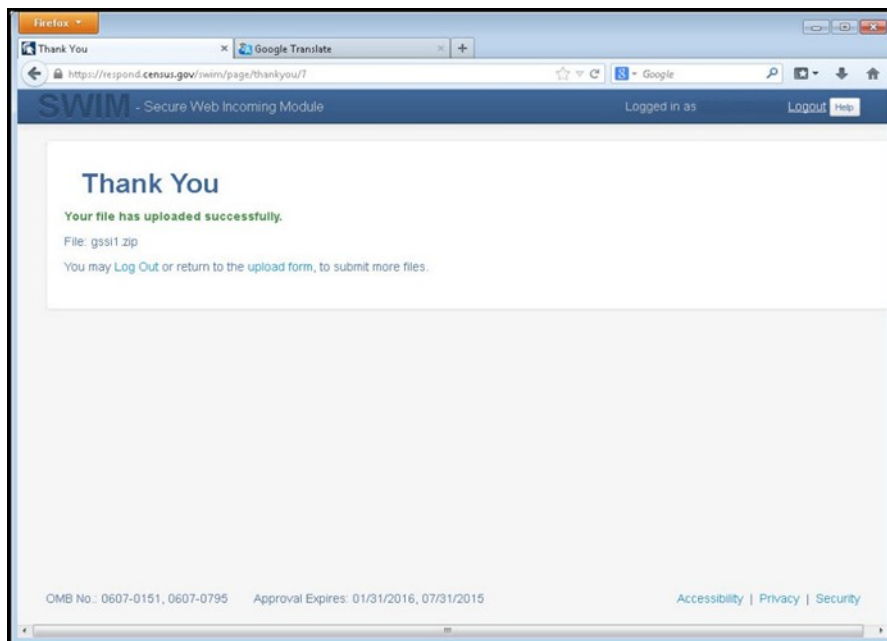 Firefox
Thank You
Google Translate
https://respond.census.gov/swim/page/thankyou/7
Google
SWIM - Secure Web Incoming Module
Logged in as
Logout
Help
Thank You
Your file has uploaded successfully.
File: gssi1.zip
You may Log Out or return to the upload form, to submit more files.
OMB No.: 0607-0151, 0607-0795 Approval Expires: 01/31/2016, 07/31/2015
Accessibility | Privacy | Security